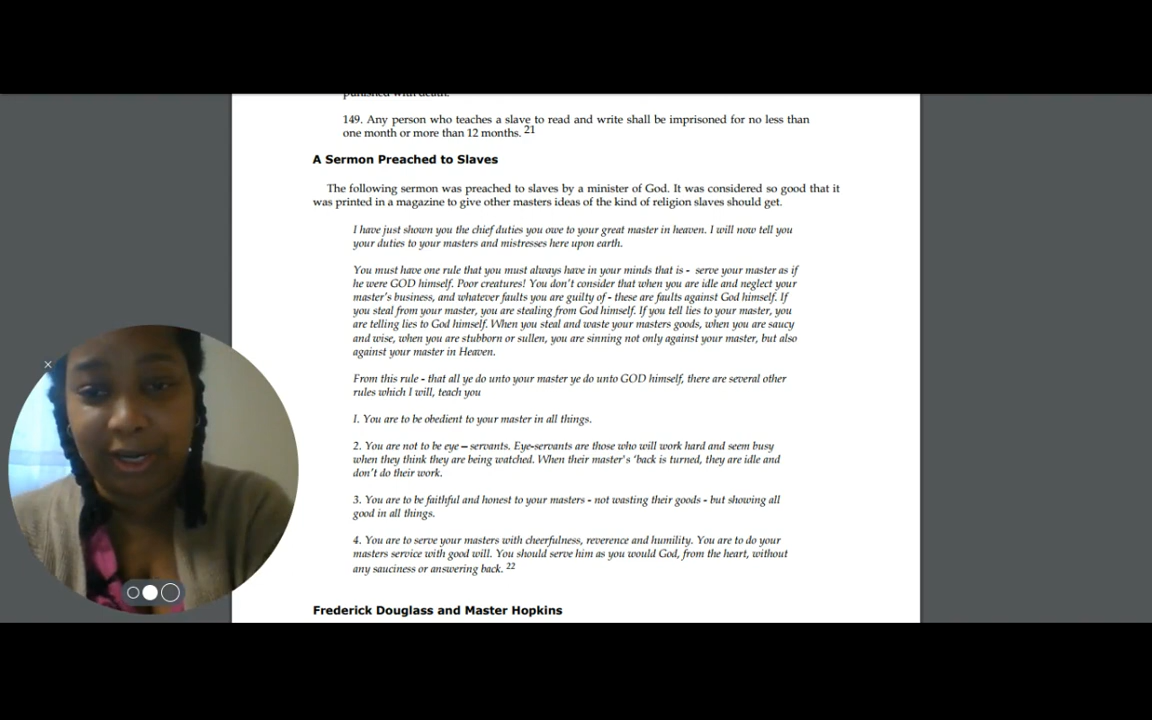 punished with death.
149. Any person who teaches a slave to read and write shall be imprisoned for no less than
one month or more than 12 months. 21
A Sermon Preached to Slaves
The following sermon was preached to slaves by a minister of God. It was considered so good that it
was printed in a magazine to give other masters ideas of the kind of religion slaves should get.
I have just shown you the chief duties you owe to your great master in heaven. I will now tell you
your duties to your masters and mistresses here upon earth.
You must have one rule that you must always have in your minds that is - serve your master as if
he were GOD himself. Poor creatures! You don't consider that when you are idle and neglect your
master's business, and whatever faults you are guilty of - these are faults against God himself. If
you steal from your master, you are stealing from God himself. If you tell lies to your master, you
are telling lies to God himself. When you steal and waste your masters goods, when you are saucy
and wise, when you are stubborn or sullen, you are sinning not only against your master, but also
against your master in Heaven.
From this rule - that all ye do unto your master ye do unto GOD himself, there are several other
rules which I will, teach you
1. You are to be obedient to your master in all things.
2. You are not to be eye – servants. Eye-servants are those who will work hard and seem busy
when they think they are being watched. When their master's 'back is turned, they are idle and
don't do their work.
3. You are to be faithful and honest to your masters - not wasting their goods - but showing all
good in all things.
4. You are to serve your masters with cheerfulness, reverence and humility. You are to do your
masters service with good will. You should serve him as you would God, from the heart, without
any sauciness or answering back. 22
Frederick Douglass and Master Hopkins